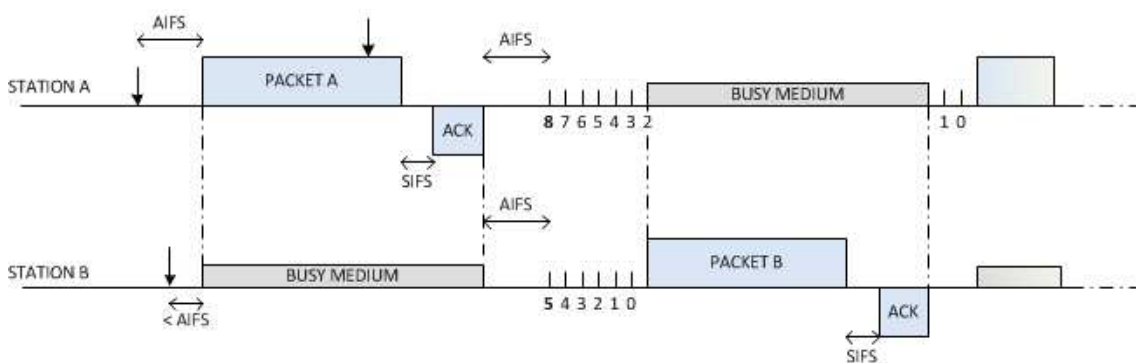 AIFS
AIFS
STATION A
PACKET A
BUSY MEDIUM
8 7 6 5 4 3 2
1 0
ACK
SIFS
AIFS
STATION B
BUSY MEDIUM
PACKET B
5 4 3 2 1 0
< AIFS
ACK
SIFS